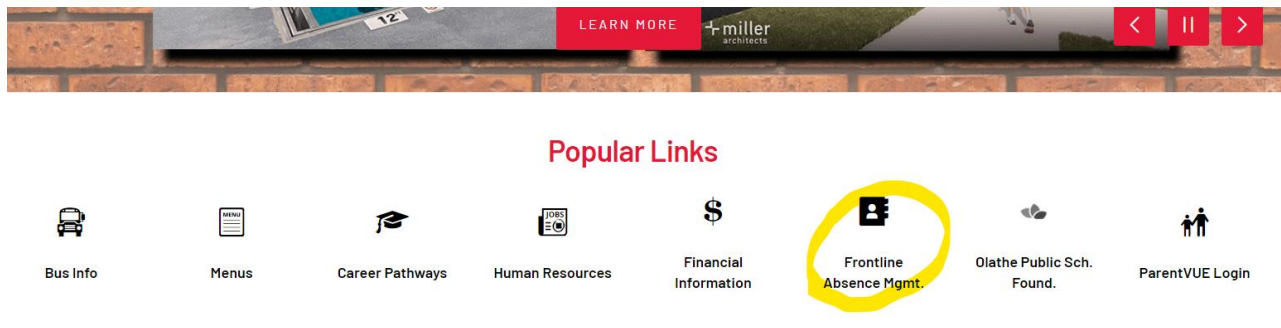 12"
LEARN MORE
miller
architects
Popular Links
MENU
JOBS
Bus Info
Menus
Career Pathways
Human Resources
Financial
Information
Frontline
Absence Mgmt.
Olathe Public Sch.
Found.
ParentVUE Login